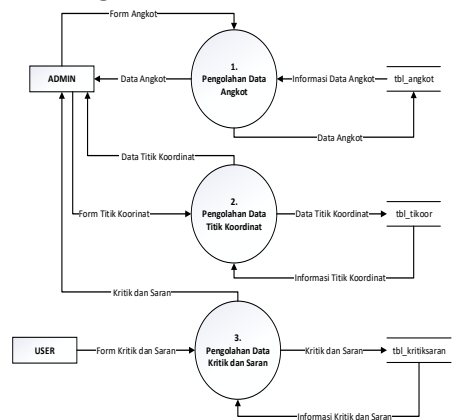 Form Angkot
1.
Pengolahan Data
Angkot
ADMIN
Data Angkot
Informasi Data Angkot
tbl_angkot
Data Angkot
Data Titik Koordinat
2.
Pengolahan Data
Titik Koordinat
Form Titik Koorinat
Data Titik Koordinat
tbl_tikoor
Informasi Titik Koordinat
Kritik dan Saran
3.
Pengolahan Data
Kritik dan Saran
USER
Form Kritik dan Saran
Kritik dan Saran
tbl_kritiksaran
Informasi Kritik dan Saran